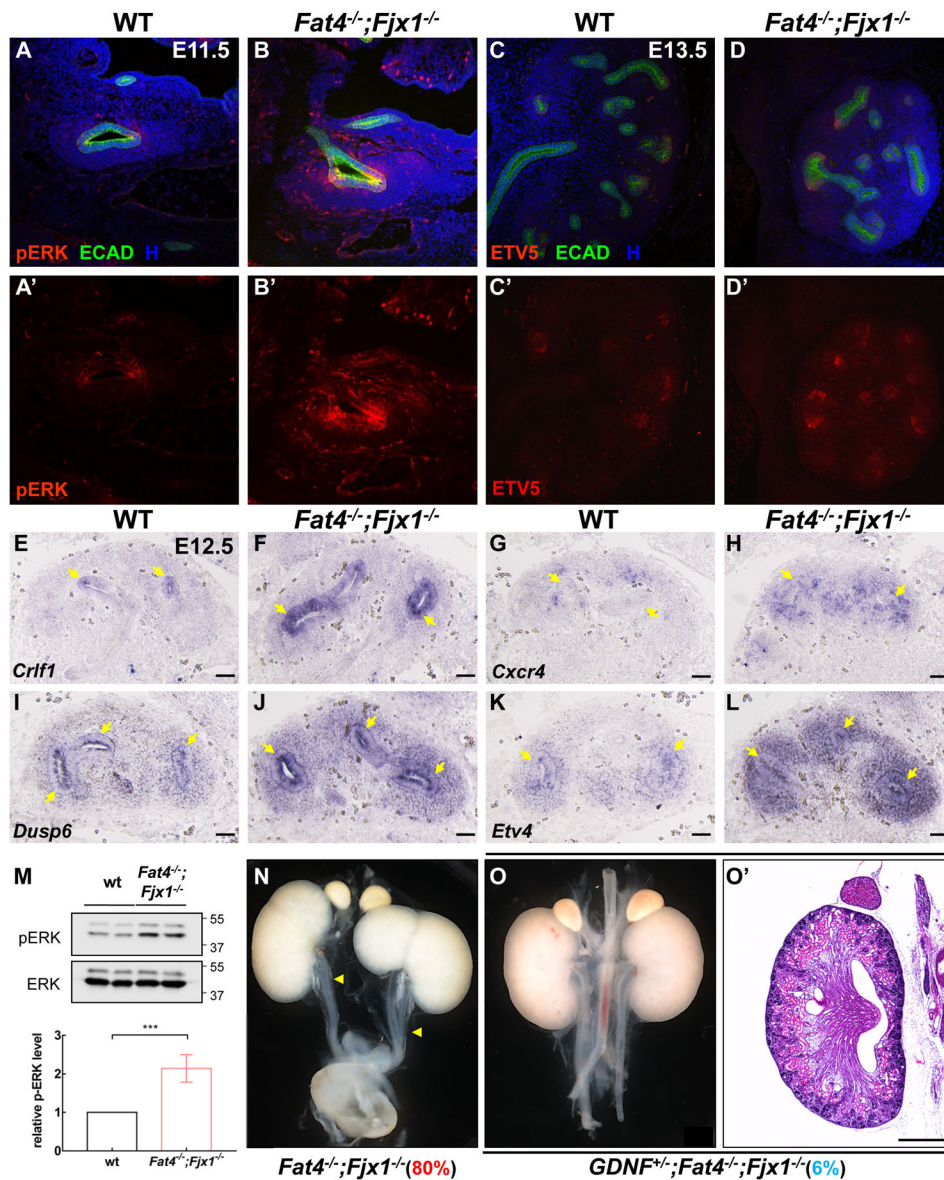 WT Fat4-/-;Fjx1-/- WT Fat4-/-;Fjx1-/-
A E11.5 B C E13.5 D
pERK ECAD H ETV5 ECAD H
A' B' C' D'
pERK ETV5
WT Fat4-/-;Fjx1-/- WT Fat4-/-;Fjx1-/-
E E12.5 F G H
Crlf1 Cxcr4
I J K L
Dusp6 Etv4
M N O O'
wt Fat4-/-;
Fjx1-/-
pERK 55
37
ERK 55
37
relative p-ERK level
3
***
2
1
0
wt Fat4-/-;Fjx1-/-
Fat4-/-;Fjx1-/-(80%) GDNF+/-;Fat4-/-;Fjx1-/-(6%)